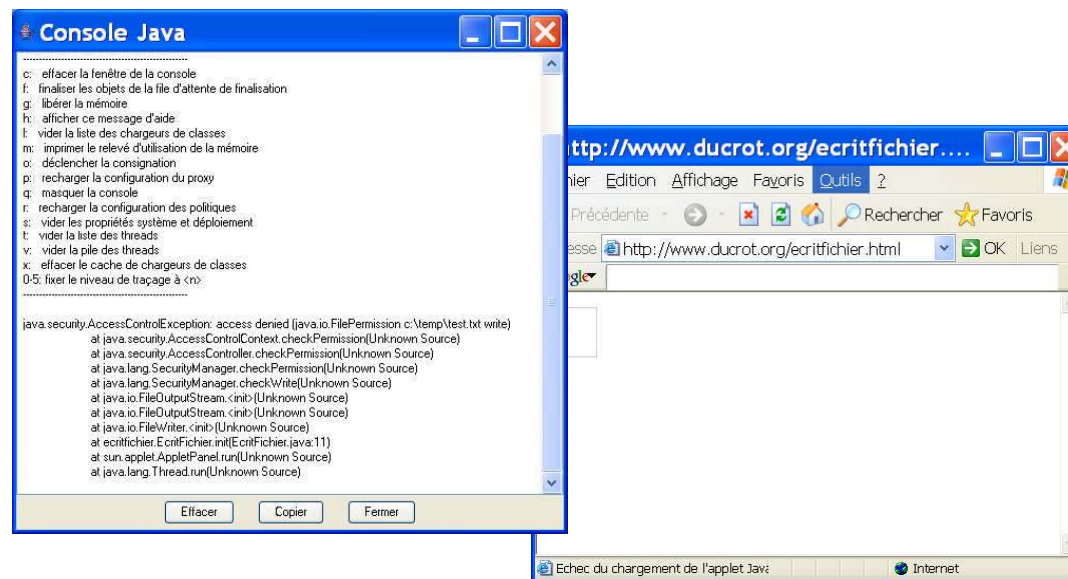 Console Java
c: effacer la fenêtre de la console
f: finaliser les objets de la file d'attente de finalisation
g: libérer la mémoire
h: afficher ce message d'aide
l: vider la liste des chargeurs de classes
m: imprimer le relevé d'utilisation de la mémoire
o: déclencher la consignation
p: recharger la configuration du proxy
q: masquer la console
r: recharger la configuration des politiques
s: vider les propriétés système et déploiement
t: vider la liste des threads
v: vider la pile des threads
x: effacer le cache de chargeurs de classes
0-5: fixer le niveau de traçage à <n>
java.security.AccessControlException: access denied (java.io.FilePermission c:\temp\test.txt write)
at java.security.AccessControlContext.checkPermission(Unknown Source)
at java.security.AccessController.checkPermission(Unknown Source)
at java.lang.SecurityManager.checkPermission(Unknown Source)
at java.lang.SecurityManager.checkWrite(Unknown Source)
at java.io.FileOutputStream.<init>(Unknown Source)
at java.io.FileOutputStream.<init>(Unknown Source)
at java.io.FileWriter.<init>(Unknown Source)
at ecritfichier.EcritFichier.init(EcritFichier.java:11)
at sun.applet.AppletPanel.run(Unknown Source)
at java.lang.Thread.run(Unknown Source)
Effacer Copier Fermer
ttp://www.ducrot.org/ecritfichier....
hier Edition Affichage Favoris Outils ?
Précédente Rechercher Favoris
esse http://www.ducrot.org/ecritfichier.html OK Liens
gle
Echec du chargement de l'applet Java Internet